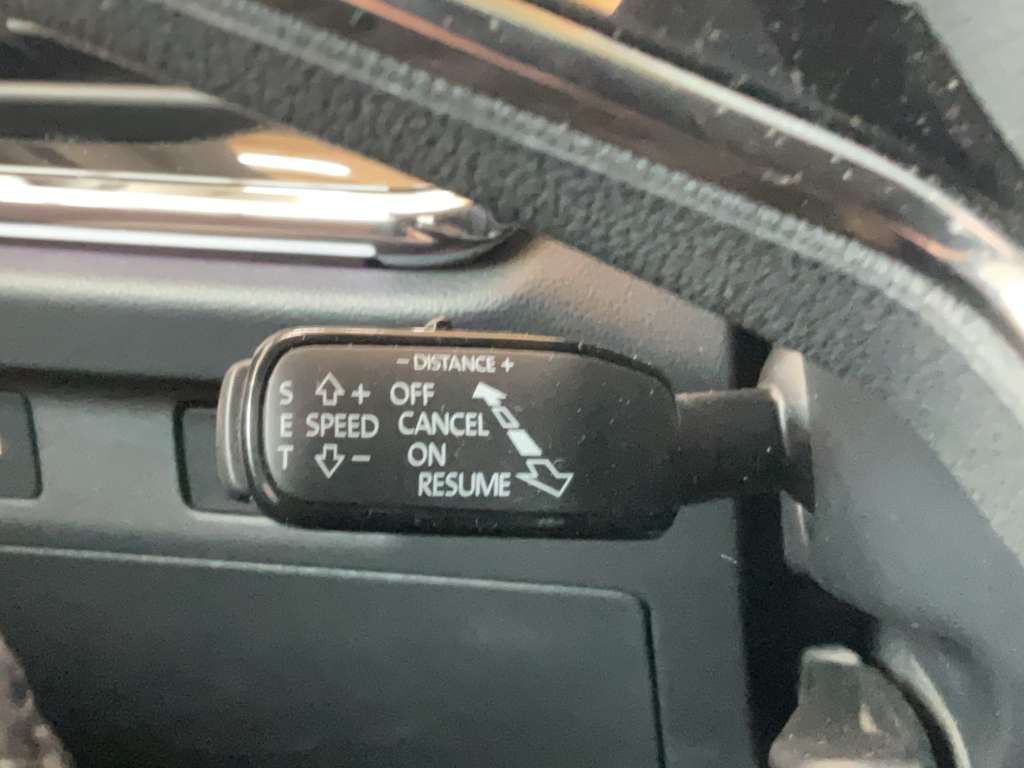 - DISTANCE +
S + OFF
E SPEED CANCEL
T - ON
RESUME